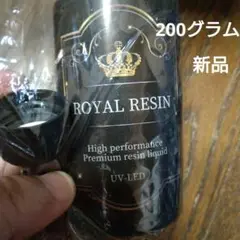 200グラム
新品
ROYAL RESIN
High performance
Premium resin liquid
UV-LED